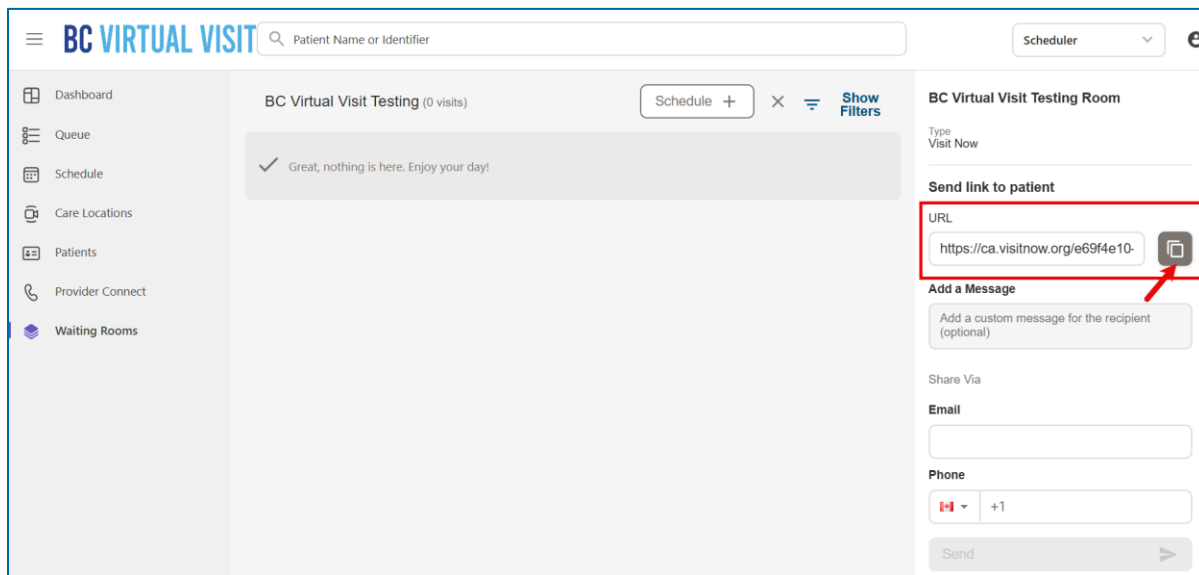 BC VIRTUAL VISIT
Patient Name or Identifier
Scheduler
Dashboard
Queue
Schedule
Care Locations
Patients
Provider Connect
Waiting Rooms
BC Virtual Visit Testing (0 visits)
Schedule +
Show
Filters
Great, nothing is here. Enjoy your day!
BC Virtual Visit Testing Room
Type
Visit Now
Send link to patient
URL
https://ca.visitnow.org/e69f4e10-
Add a Message
Add a custom message for the recipient
(optional)
Share Via
Email
Phone
+1
Send